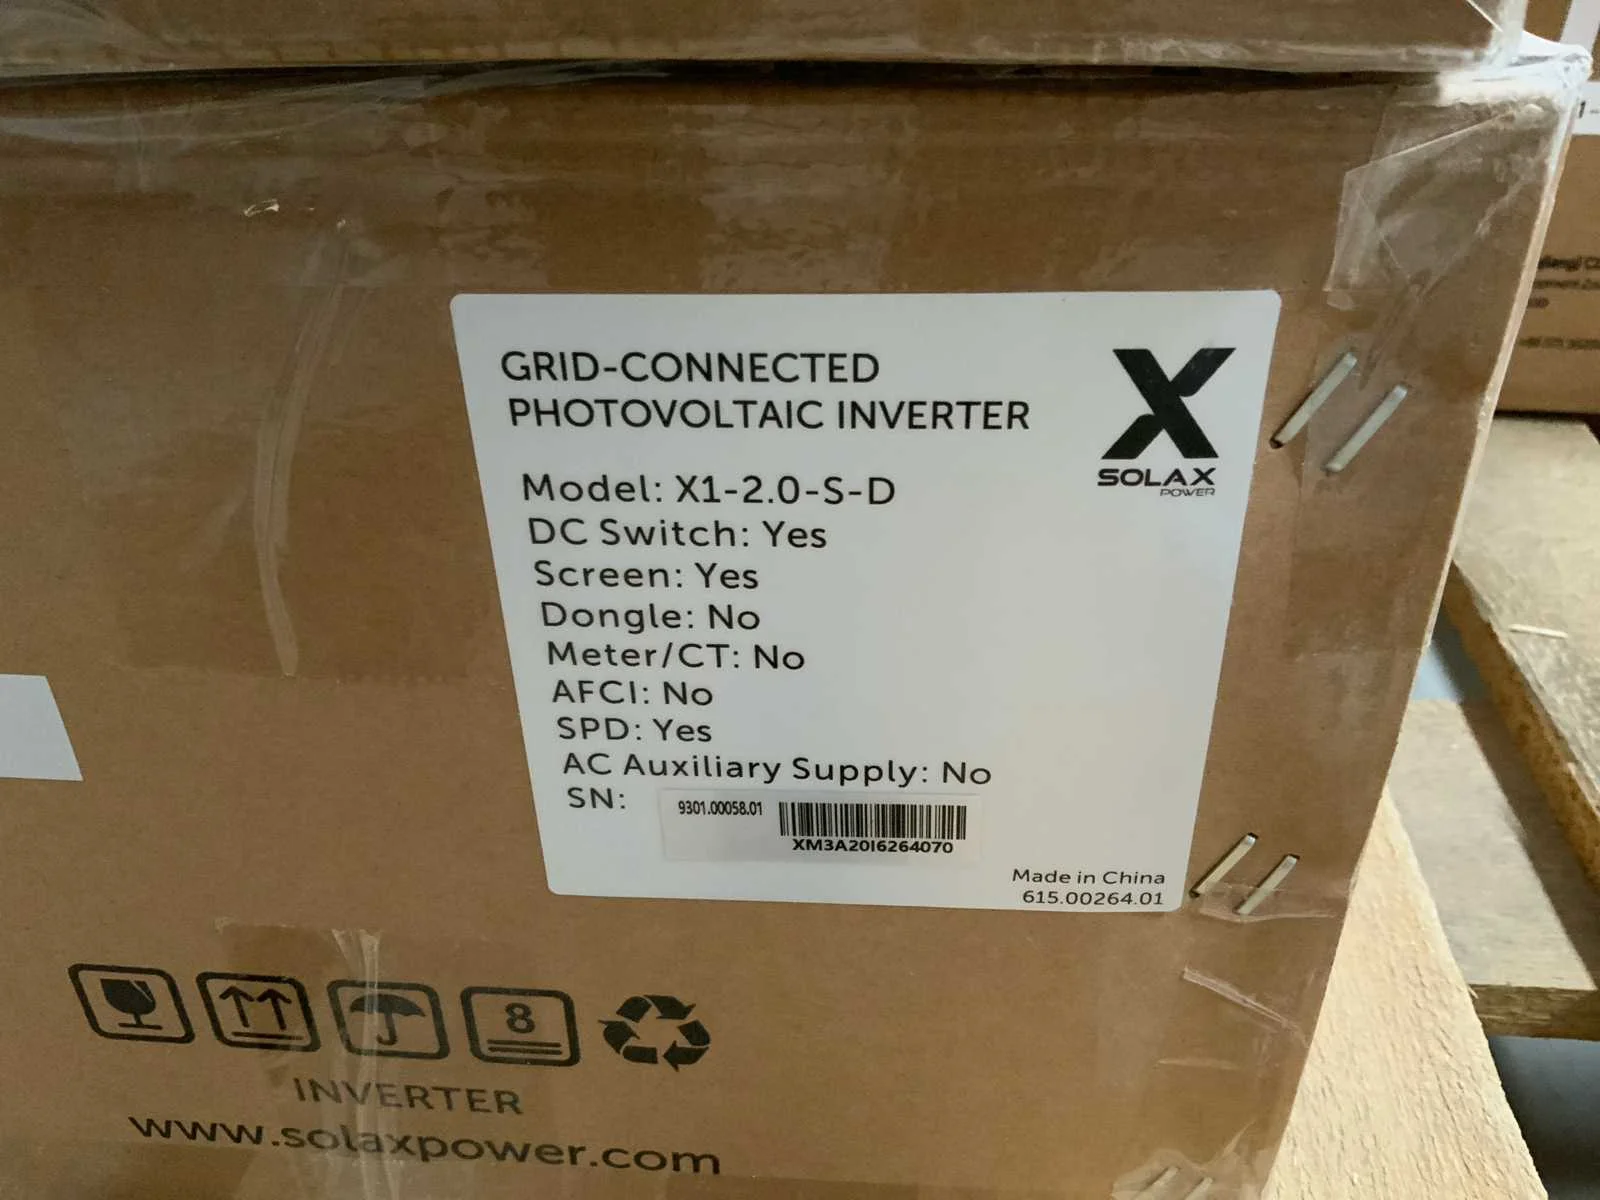 GRID-CONNECTED
PHOTOVOLTAIC INVERTER
SOLAX
POWER
Model: X1-2.0-S-D
DC Switch: Yes
Screen: Yes
Dongle: No
Meter/CT: No
AFCI: No
SPD: Yes
AC Auxiliary Supply: No
SN:
9301.00058.01
XM3A20I6264070
Made in China
615.00264.01
8
INVERTER
www.solaxpower.com